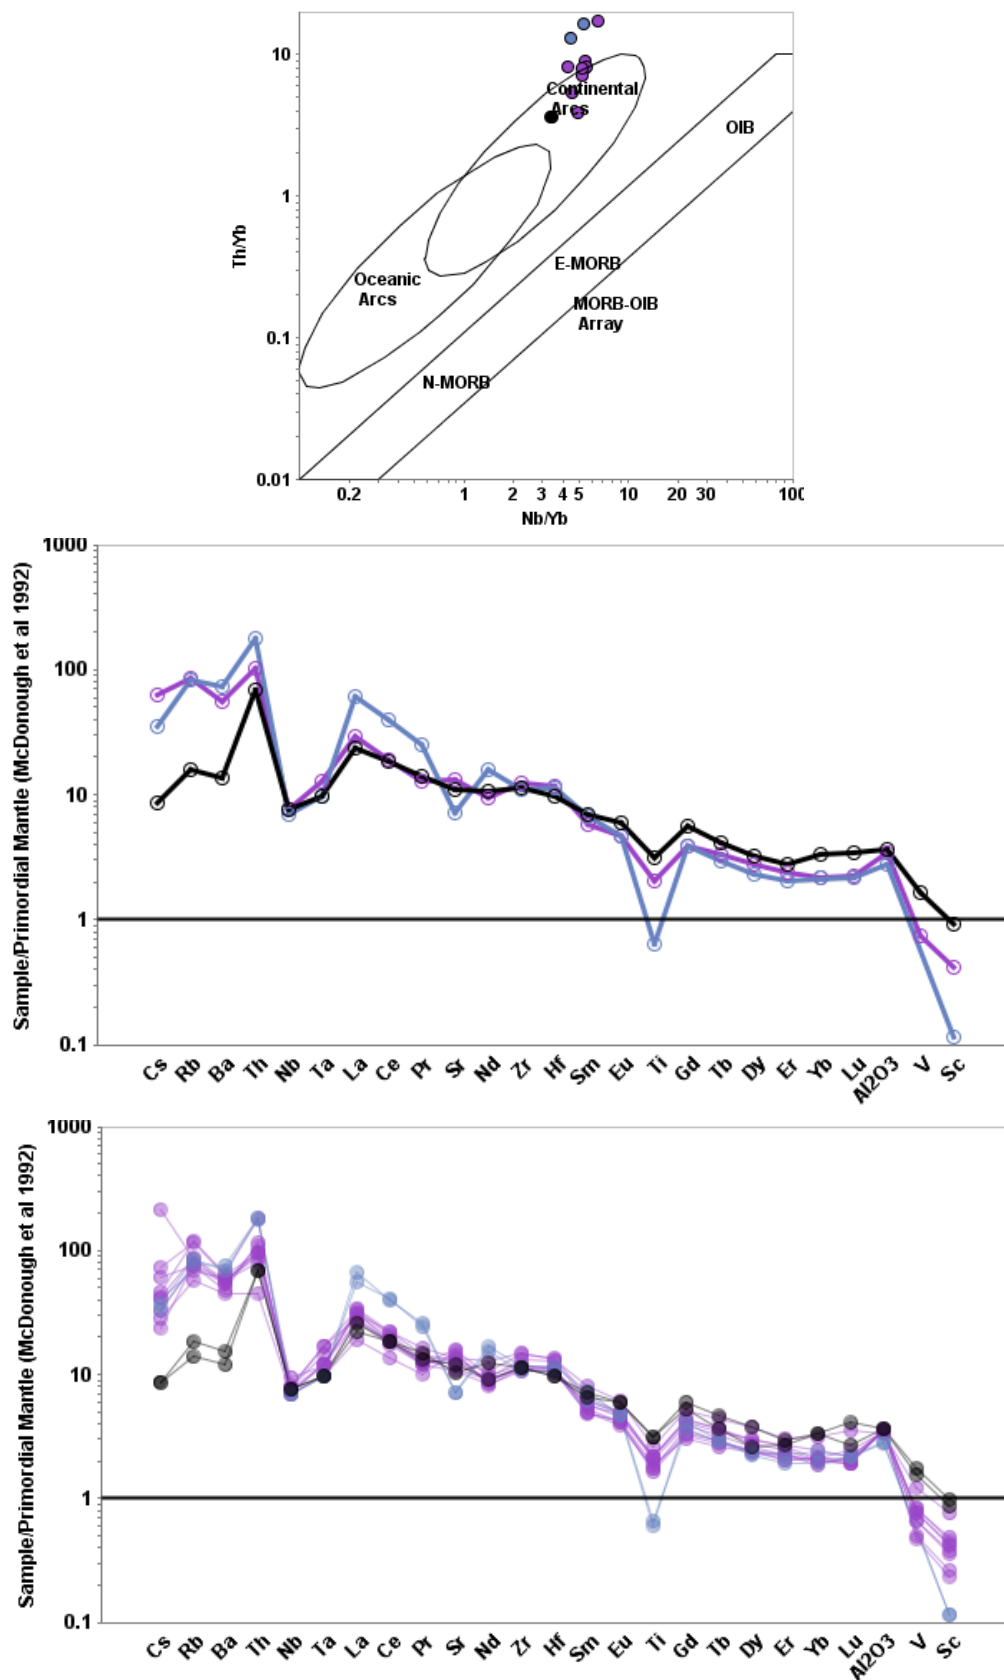 10
1
0.1
0.01
Th/Yb
Continental
Arcs
OIB
E-MORB
Oceanic
Arcs
MORB-OIB
Array
N-MORB
0.2 1 2 3 4 5 10 20 30 100
Nb/Yb
1000
100
10
1
0.1
Sample/Primordial Mantle (McDonough et al 1992)
Cs Rb Ba Th Nb Ta La Ce Pr Sr Nd Zr Hf Sm Eu Ti Gd Tb Dy Er Yb Lu Al2O3 V Sc
1000
100
10
1
0.1
Sample/Primordial Mantle (McDonough et al 1992)
Cs Rb Ba Th Nb Ta La Ce Pr Sr Nd Zr Hf Sm Eu Ti Gd Tb Dy Er Yb Lu Al2O3 V Sc